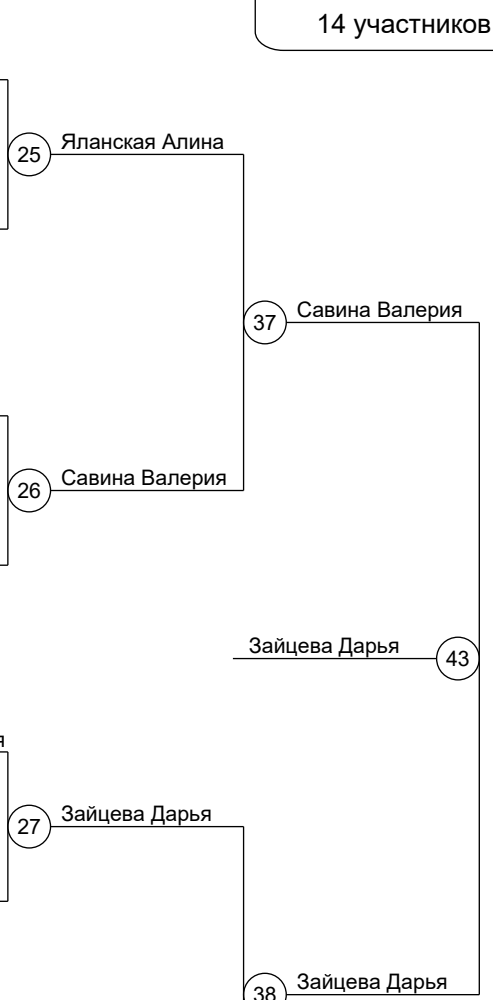 14 участников
Яланская Алина
25
Савина Валерия
37
Савина Валерия
26
Зайцева Дарья
43
я
Зайцева Дарья
27
Зайцева Дарья
38